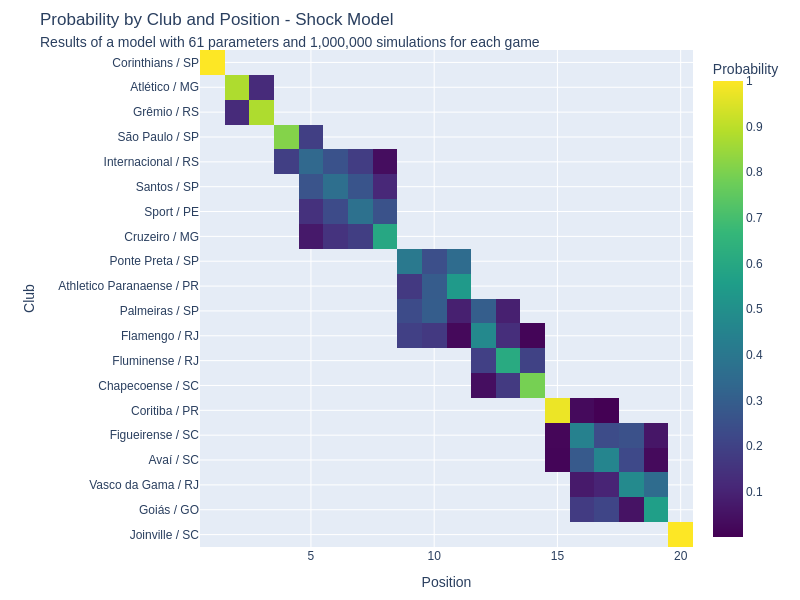 Probability by Club and Position - Shock Model
Results of a model with 61 parameters and 1,000,000 simulations for each game
Probability
Corinthians / SP
Atlético / MG
Grêmio / RS
São Paulo / SP
Internacional / RS
Santos / SP
Sport / PE
Cruzeiro / MG
Ponte Preta / SP
Athletico Paranaense / PR
Palmeiras / SP
Flamengo / RJ
Fluminense / RJ
Chapecoense / SC
Coritiba / PR
Figueirense / SC
Avaí / SC
Vasco da Gama / RJ
Goiás / GO
Joinville / SC
Club
5
10
15
20
Position
1
0.9
0.8
0.7
0.6
0.5
0.4
0.3
0.2
0.1